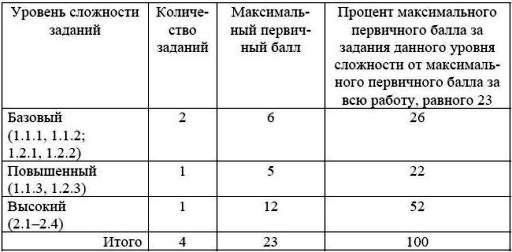 Уровень сложности
заданий
Количе-
ство
заданий
Максималь-
ный первич-
ный балл
Процент максимального
первичного балла за
задания данного уровня
сложности от максималь-
ного первичного балла за
всю работу, равного 23
Базовый
(1.1.1, 1.1.2;
1.2.1, 1.2.2)
2
6
26
Повышенный
(1.1.3, 1.2.3)
1
5
22
Высокий
(2.1–2.4)
1
12
52
Итого
4
23
100